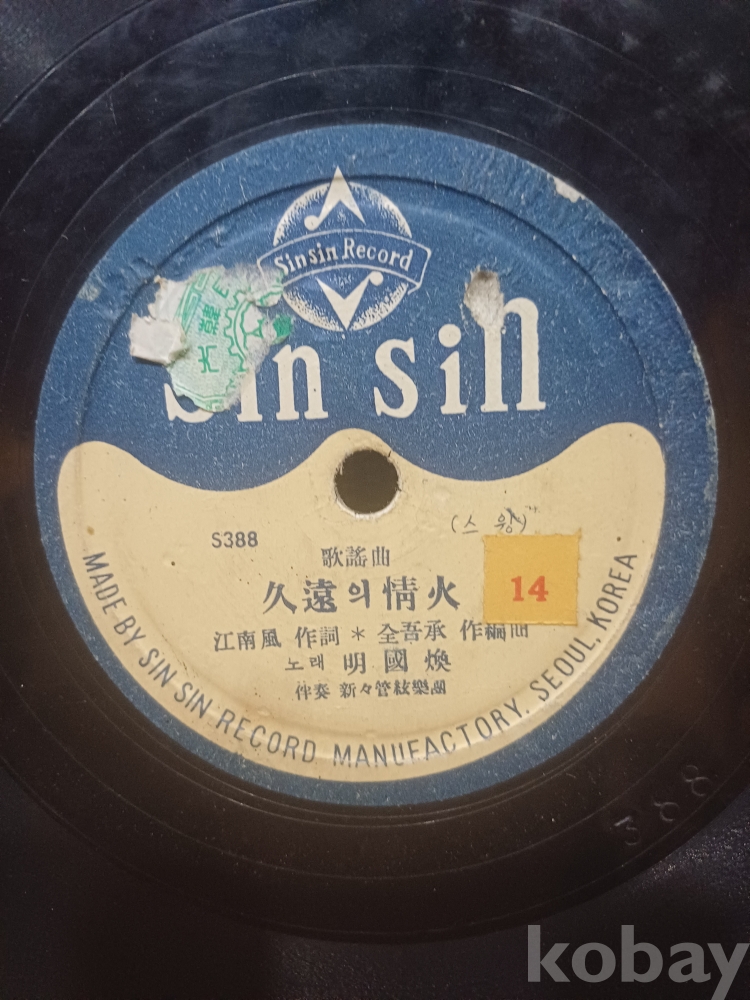 Sin sin Record
sin sin
S388
(스 윙)
歌謠曲
久遠의情火
14
江南風 作詞 * 全吾承 作編曲
노래 明國煥
伴奏 新々管絃樂團
MADE BY SIN SIN RECORD MANUFACTORY. SEOUL. KOREA
388
kobay